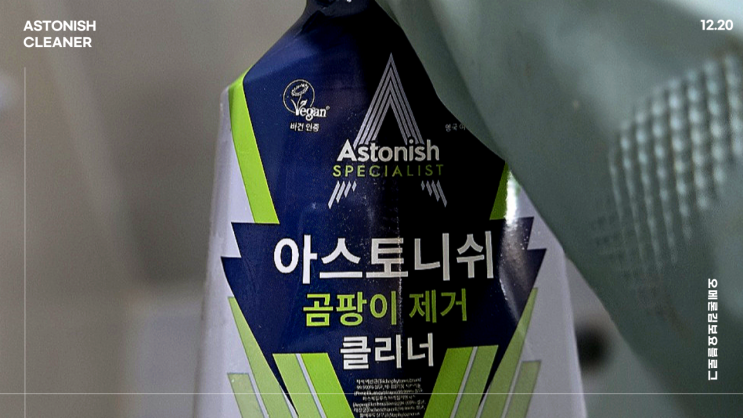 ASTONISH
CLEANER
12.20
Vegan
비건 인증
Astonish
SPECIALIST
아스토니쉬
곰팡이 제거
클리너